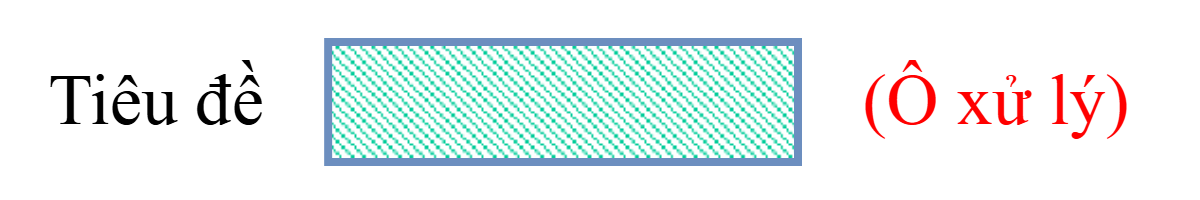 Tiêu đề (Ô xử lý)